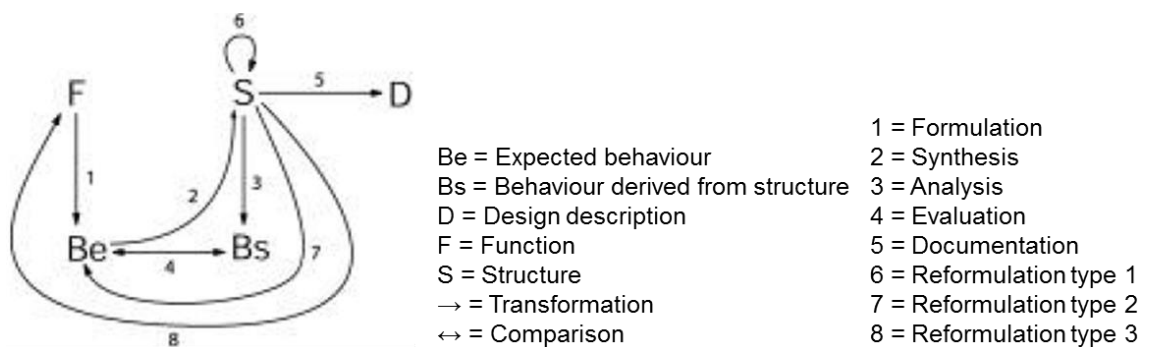 6
F
S
5
D
1
2
3
Be
Bs
4
7
8
Be = Expected behaviour
Bs = Behaviour derived from structure
D = Design description
F = Function
S = Structure
→ = Transformation
↔ = Comparison
1 = Formulation
2 = Synthesis
3 = Analysis
4 = Evaluation
5 = Documentation
6 = Reformulation type 1
7 = Reformulation type 2
8 = Reformulation type 3